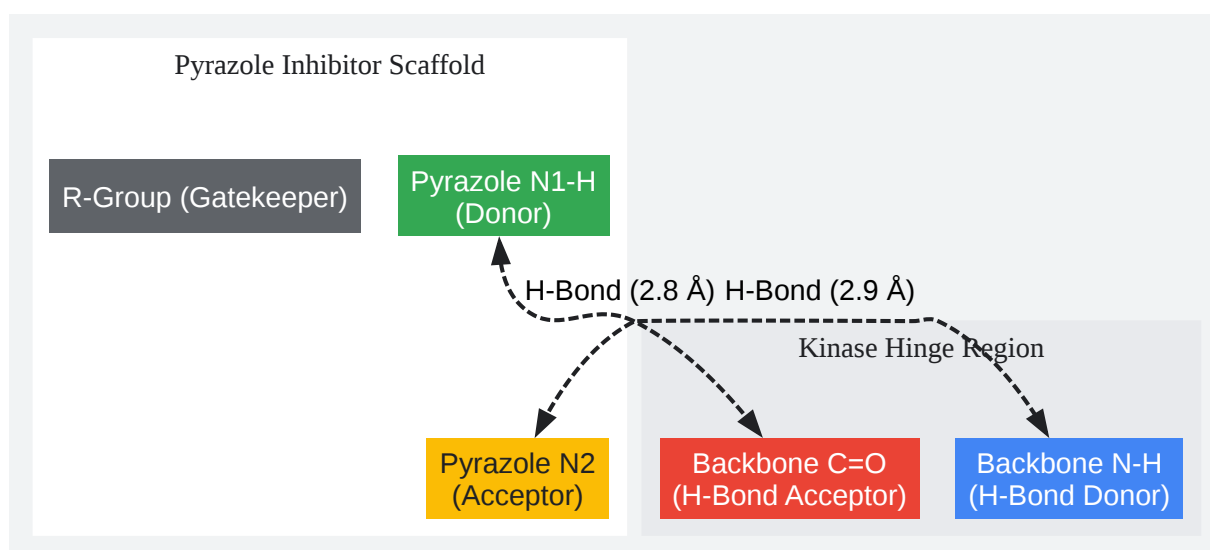 Pyrazole Inhibitor Scaffold
R-Group (Gatekeeper)
Pyrazole N1-H
(Donor)
H-Bond (2.8 Å)
H-Bond (2.9 Å)
Kinase Hinge Region
Pyrazole N2
(Acceptor)
Backbone C=O
(H-Bond Acceptor)
Backbone N-H
(H-Bond Donor)